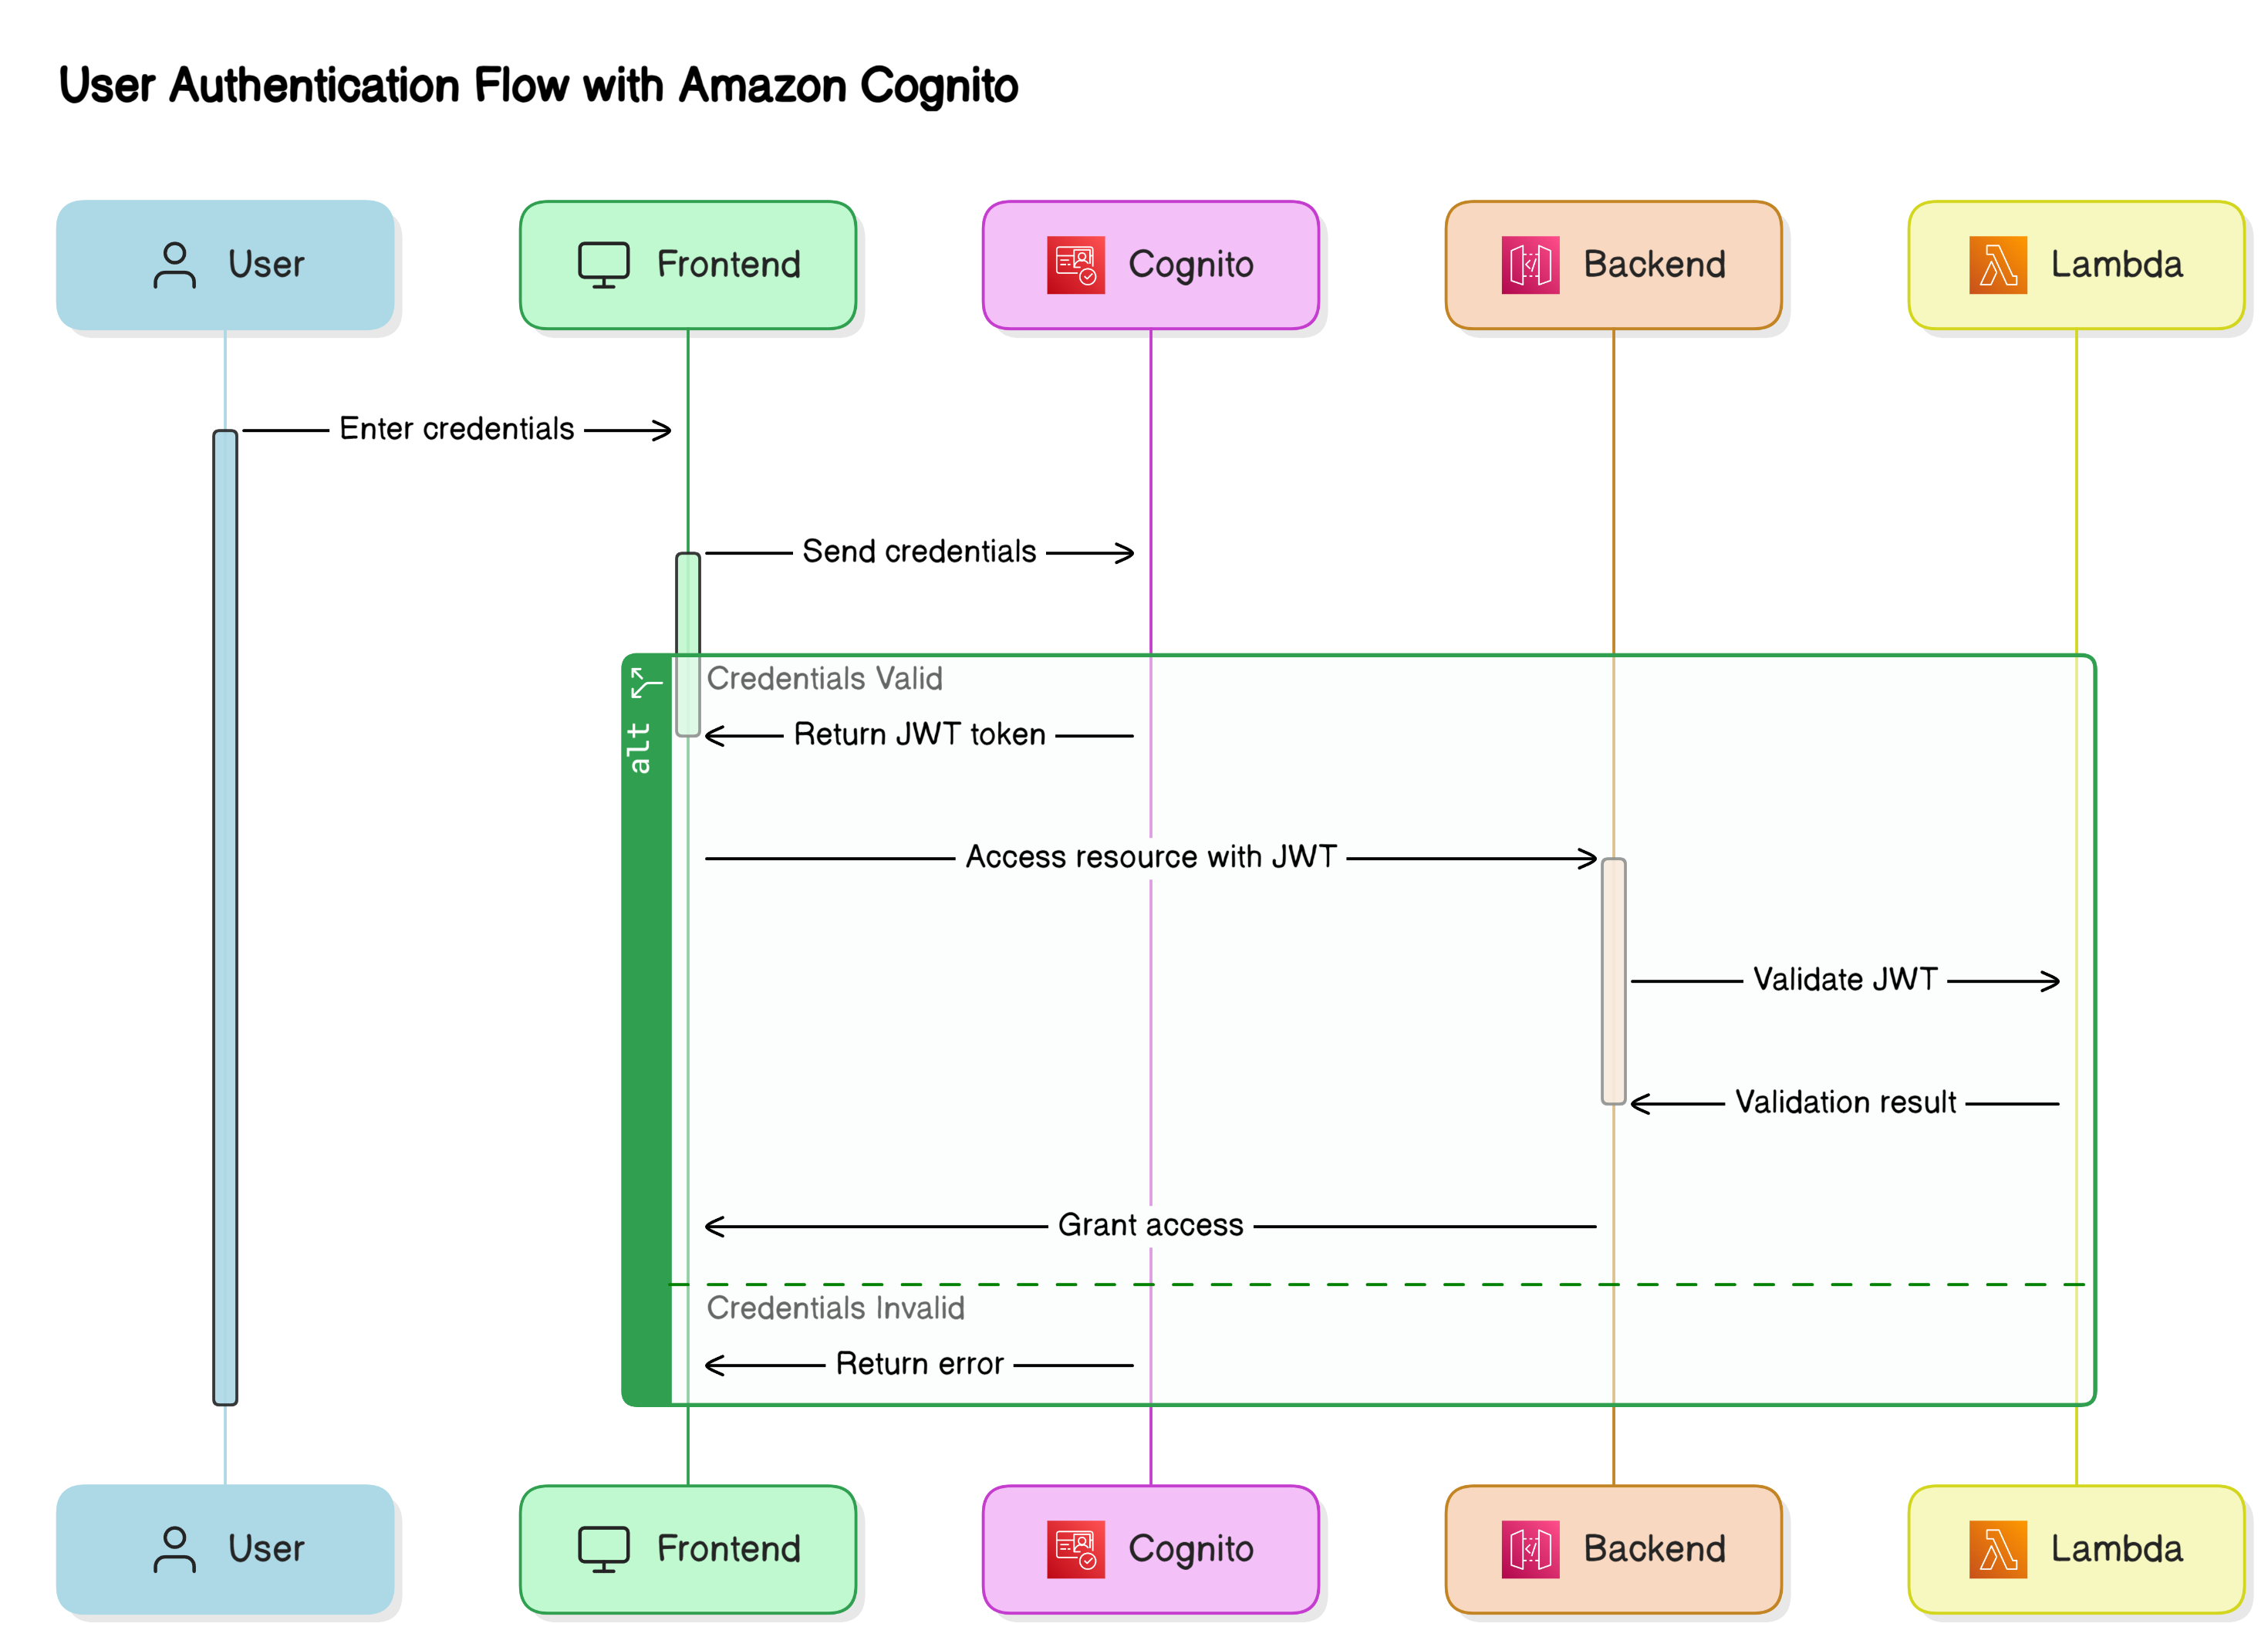 User Authentication Flow with Amazon Cognito
User
Frontend
Cognito
Backend
Lambda
Enter credentials
Send credentials
alt
Credentials Valid
Return JWT token
Access resource with JWT
Validate JWT
Validation result
Grant access
Credentials Invalid
Return error
User
Frontend
Cognito
Backend
Lambda